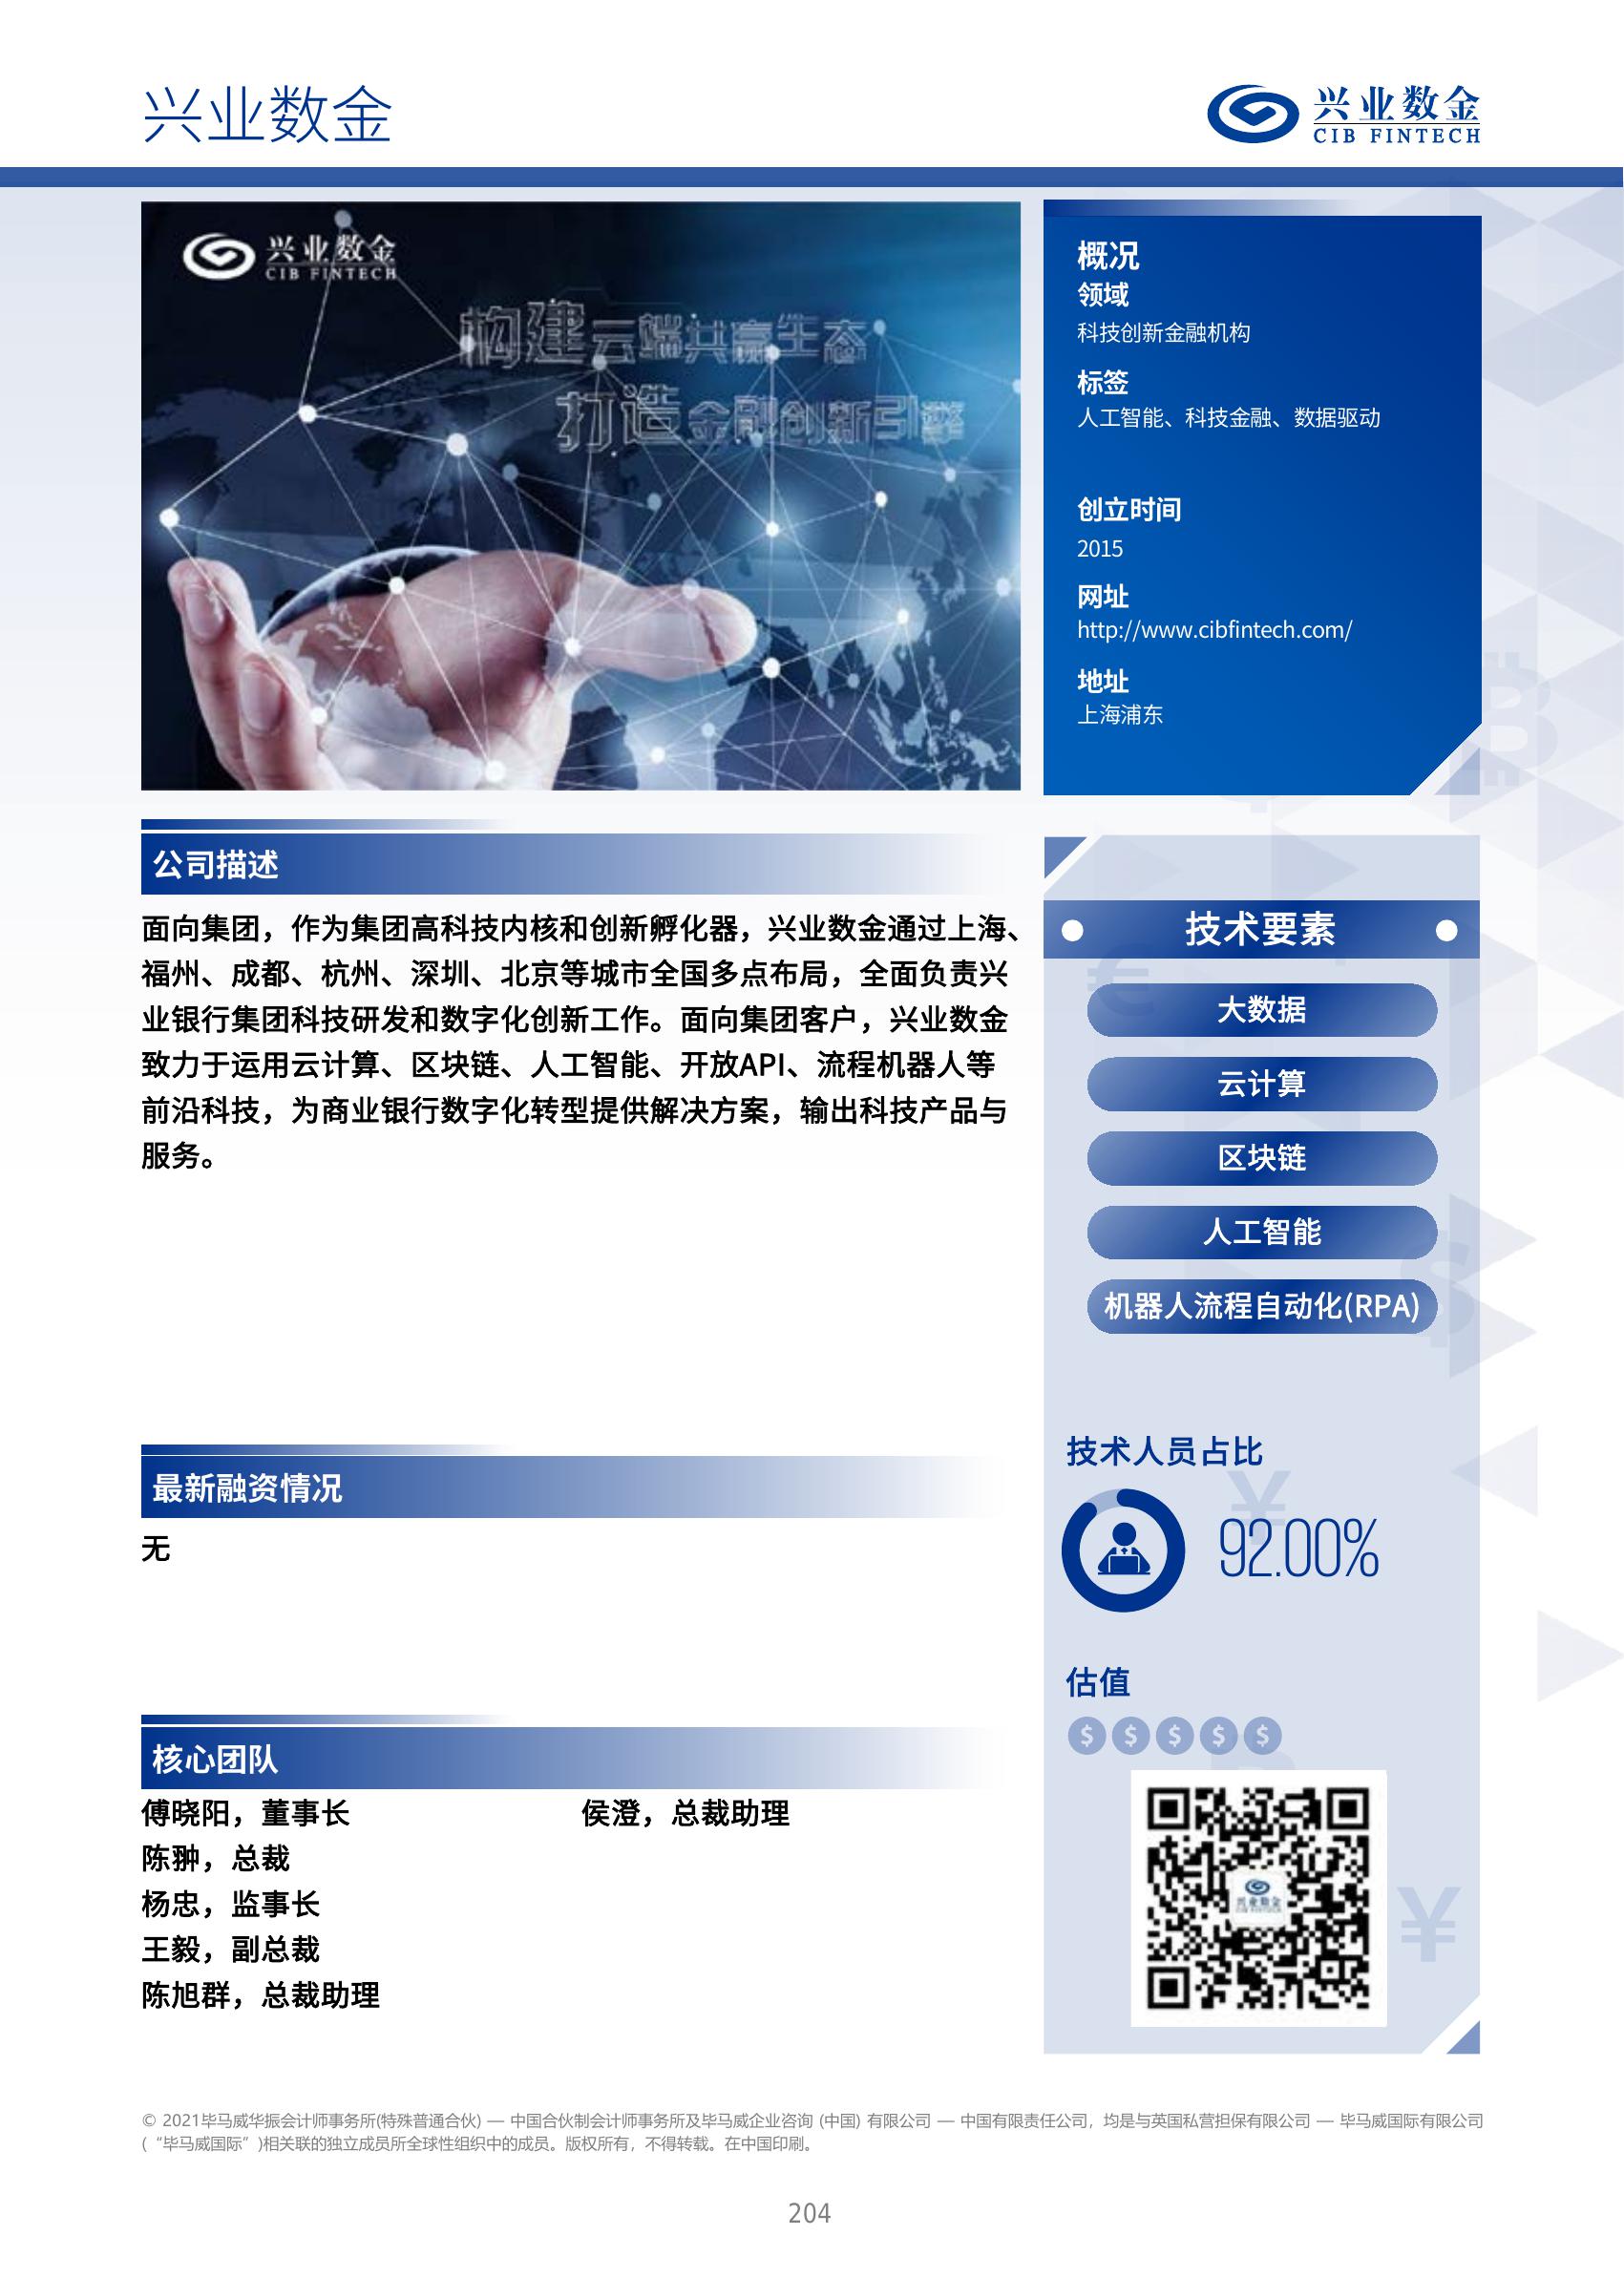 兴业数金
兴业数金
CIB FINTECH
兴业数金
CIB FINTECH
构建云端共赢生态
打造金融创新引擎
概况
领域
科技创新金融机构
标签
人工智能、科技金融、数据驱动
创立时间
2015
网址
http://www.cibfintech.com/
地址
上海浦东
公司描述
面向集团，作为集团高科技内核和创新孵化器，兴业数金通过上海、
福州、成都、杭州、深圳、北京等城市全国多点布局，全面负责兴
业银行集团科技研发和数字化创新工作。面向集团客户，兴业数金
致力于运用云计算、区块链、人工智能、开放API、流程机器人等
前沿科技，为商业银行数字化转型提供解决方案，输出科技产品与
服务。
最新融资情况
无
核心团队
傅晓阳，董事长
陈翀，总裁
杨忠，监事长
王毅，副总裁
陈旭群，总裁助理
侯澄，总裁助理
技术要素
大数据
云计算
区块链
人工智能
机器人流程自动化(RPA)
技术人员占比
92.00%
估值
$ $ $ $ $
兴业数金
CIB FINTECH
© 2021毕马威华振会计师事务所(特殊普通合伙) — 中国合伙制会计师事务所及毕马威企业咨询 (中国) 有限公司 — 中国有限责任公司，均是与英国私营担保有限公司 — 毕马威国际有限公司
(“毕马威国际”)相关联的独立成员所全球性组织中的成员。版权所有，不得转载。在中国印刷。
204